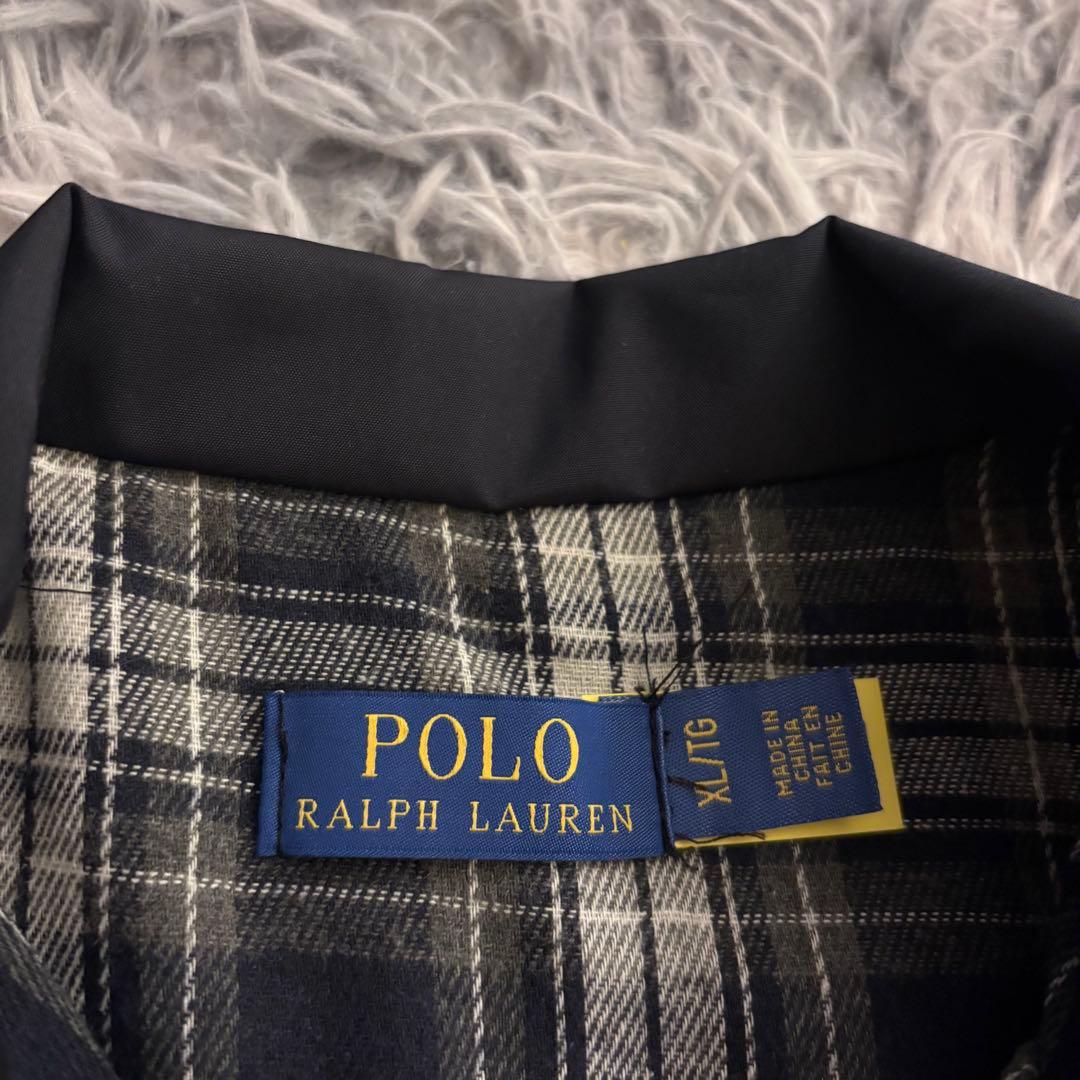 POLO
RALPH LAUREN
XL/TG
MADE IN
CHINA
FAIT EN
CHINE